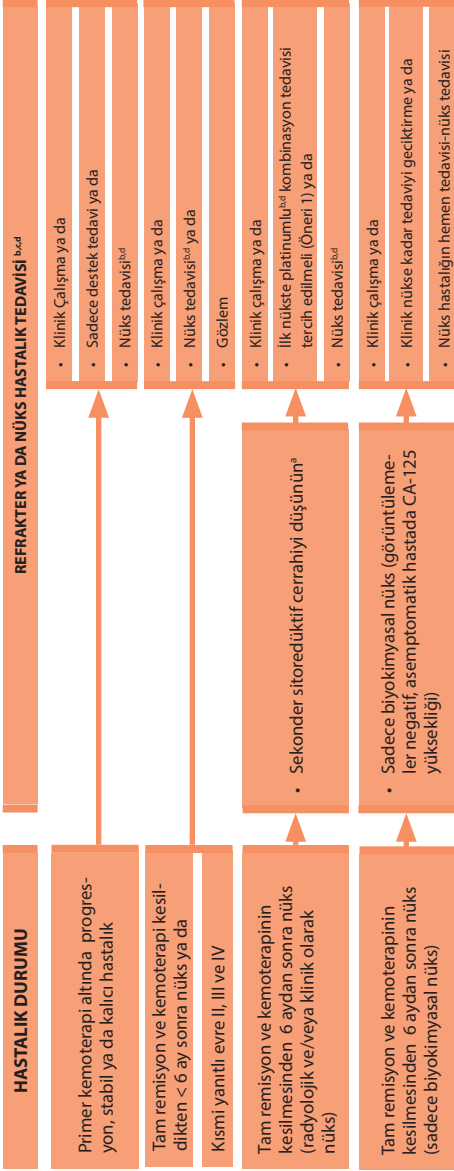 HASTALIK DURUMU
REFRAKTER YA DA NÜKS HASTALIK TEDAVİSİ b,c,d
Primer kemoterapi altında progres-
yon, stabil ya da kalıcı hastalık
• Klinik Çalışma ya da
• Sadece destek tedavi ya da
• Nüks tedavisi b,d
Tam remisyon ve kemoterapi kesil-
dikten < 6 ay sonra nüks ya da
Kısmi yanıtlı evre II, III ve IV
• Klinik çalışma ya da
• Nüks tedavisi b,d ya da
• Gözlem
Tam remisyon ve kemoterapinin
kesilmesinden 6 aydan sonra nüks
(radyolojik ve/veya klinik olarak
nüks)
• Sekonder sitoredüktif cerrahiyi düşünün a
• Klinik çalışma ya da
• İlk nükste platinumlu b,d kombinasyon tedavisi
tercih edilmeli (Öneri 1) ya da
• Nüks tedavisi b,d
Tam remisyon ve kemoterapinin
kesilmesinden 6 aydan sonra nüks
(sadece biyokimyasal nüks)
• Sadece biyokimyasal nüks (görüntüleme-
ler negatif, asemptomatik hastada CA-125
yüksekliği)
• Klinik çalışma ya da
• Klinik nükse kadar tedaviyi geciktirme ya da
• Nüks hastalığın hemen tedavisi-nüks tedavisi